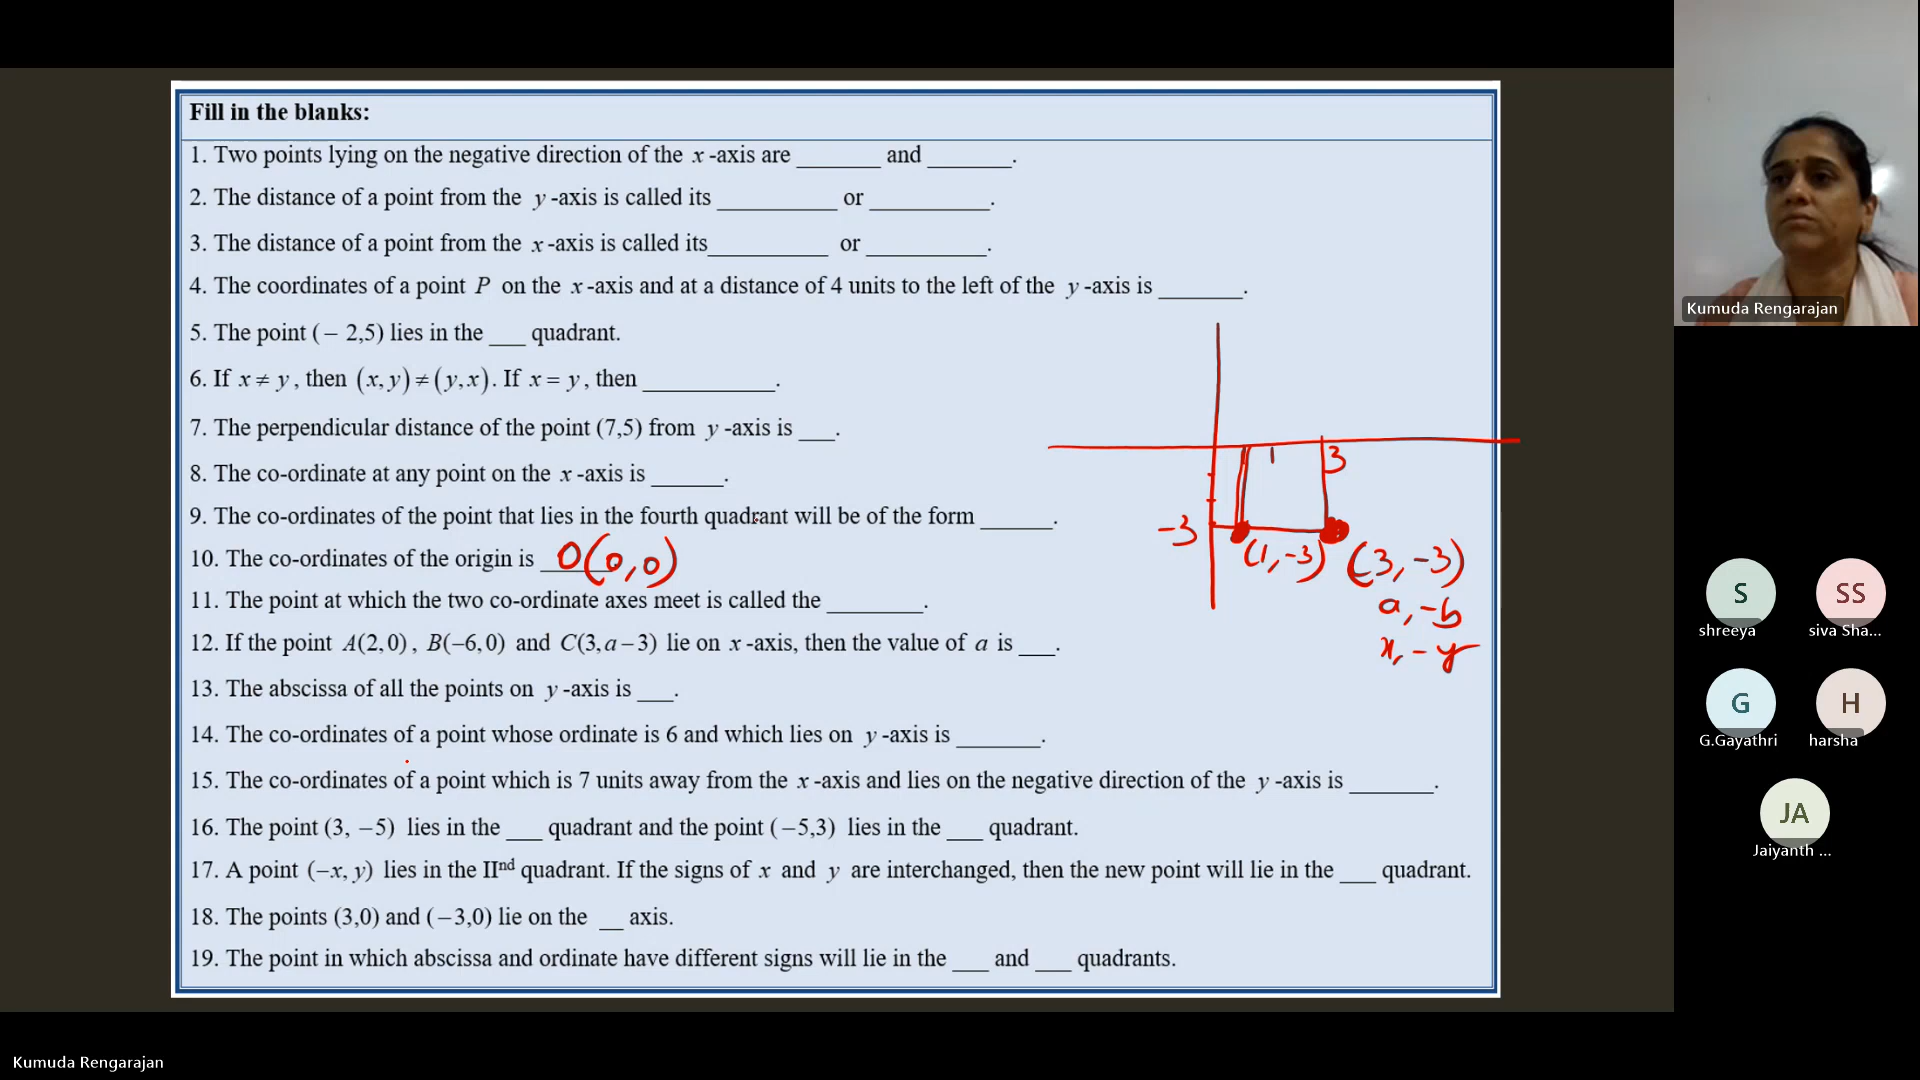 Fill in the blanks:
1. Two points lying on the negative direction of the x-axis are _______ and _______.
2. The distance of a point from the y-axis is called its __________ or __________.
3. The distance of a point from the x-axis is called its__________ or __________.
4. The coordinates of a point P on the x-axis and at a distance of 4 units to the left of the y-axis is _______.
5. The point (− 2,5) lies in the ___ quadrant.
6. If x ≠ y, then (x, y) ≠ (y, x). If x = y, then ___________.
7. The perpendicular distance of the point (7,5) from y-axis is ___.
8. The co-ordinate at any point on the x-axis is ______.
9. The co-ordinates of the point that lies in the fourth quadrant will be of the form ______.
10. The co-ordinates of the origin is O(0,0)
11. The point at which the two co-ordinate axes meet is called the ________.
12. If the point A(2,0), B(−6,0) and C(3,a−3) lie on x-axis, then the value of a is ___.
13. The abscissa of all the points on y-axis is ___.
14. The co-ordinates of a point whose ordinate is 6 and which lies on y-axis is _______.
15. The co-ordinates of a point which is 7 units away from the x-axis and lies on the negative direction of the y-axis is _______.
16. The point (3, −5) lies in the ___ quadrant and the point (−5,3) lies in the ___ quadrant.
17. A point (−x, y) lies in the IInd quadrant. If the signs of x and y are interchanged, then the new point will lie in the ___ quadrant.
18. The points (3,0) and (−3,0) lie on the __ axis.
19. The point in which abscissa and ordinate have different signs will lie in the ___ and ___ quadrants.
1 3
-3
(1,-3) (3,-3)
a,-b
x,-y
Kumuda Rengarajan
S
shreeya
SS
siva Sha...
G
G.Gayathri
H
harsha
JA
Jaiyanth ...
Kumuda Rengarajan